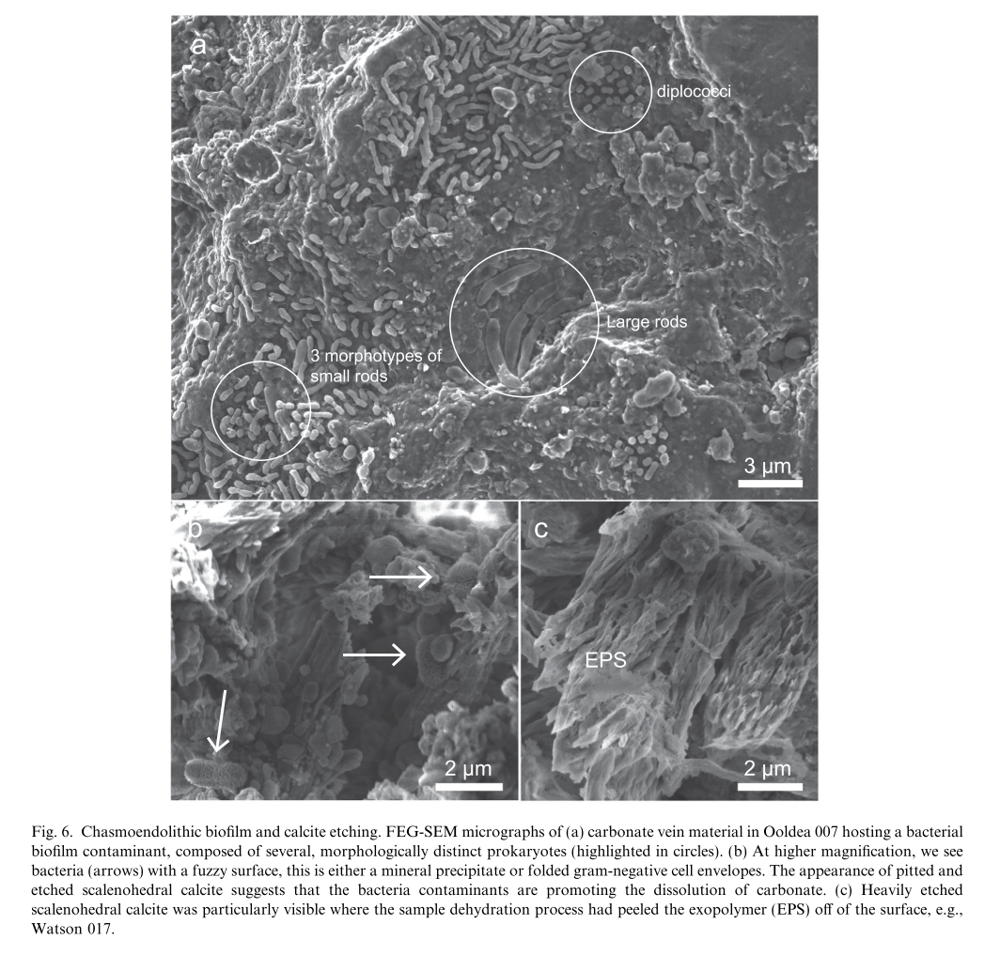 a
diplococci
Large rods
3 morphotypes of
small rods
3 µm
b
c
EPS
2 µm
2 µm
Fig. 6. Chasmoendolithic biofilm and calcite etching. FEG-SEM micrographs of (a) carbonate vein material in Ooldea 007 hosting a bacterial
biofilm contaminant, composed of several, morphologically distinct prokaryotes (highlighted in circles). (b) At higher magnification, we see
bacteria (arrows) with a fuzzy surface, this is either a mineral precipitate or folded gram-negative cell envelopes. The appearance of pitted and
etched scalenohedral calcite suggests that the bacteria contaminants are promoting the dissolution of carbonate. (c) Heavily etched
scalenohedral calcite was particularly visible where the sample dehydration process had peeled the exopolymer (EPS) off of the surface, e.g.,
Watson 017.